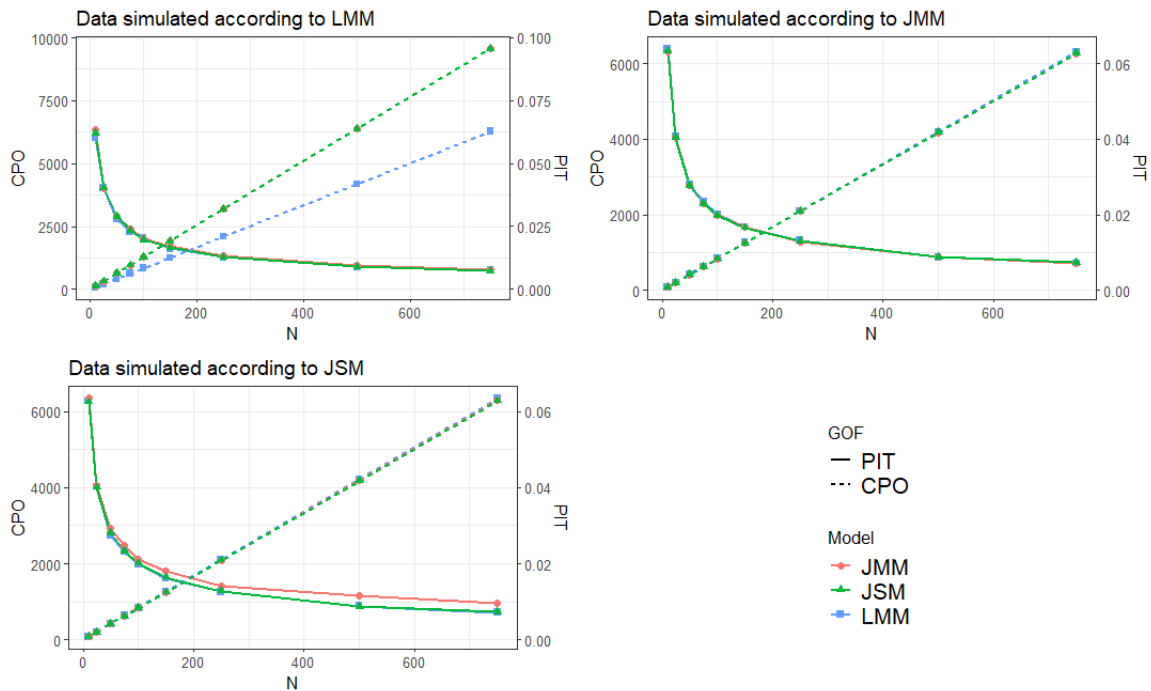 Data simulated according to LMM
10000
7500
5000
2500
0
CPO
0.100
0.075
0.050
0.025
0.000
PIT
0
200
400
600
N
Data simulated according to JMM
6000
4000
2000
0
CPO
0.06
0.04
0.02
0.00
PIT
0
200
400
600
N
Data simulated according to JSM
6000
4000
2000
0
CPO
0.06
0.04
0.02
0.00
PIT
0
200
400
600
N
GOF
PIT
CPO
Model
JMM
JSM
LMM